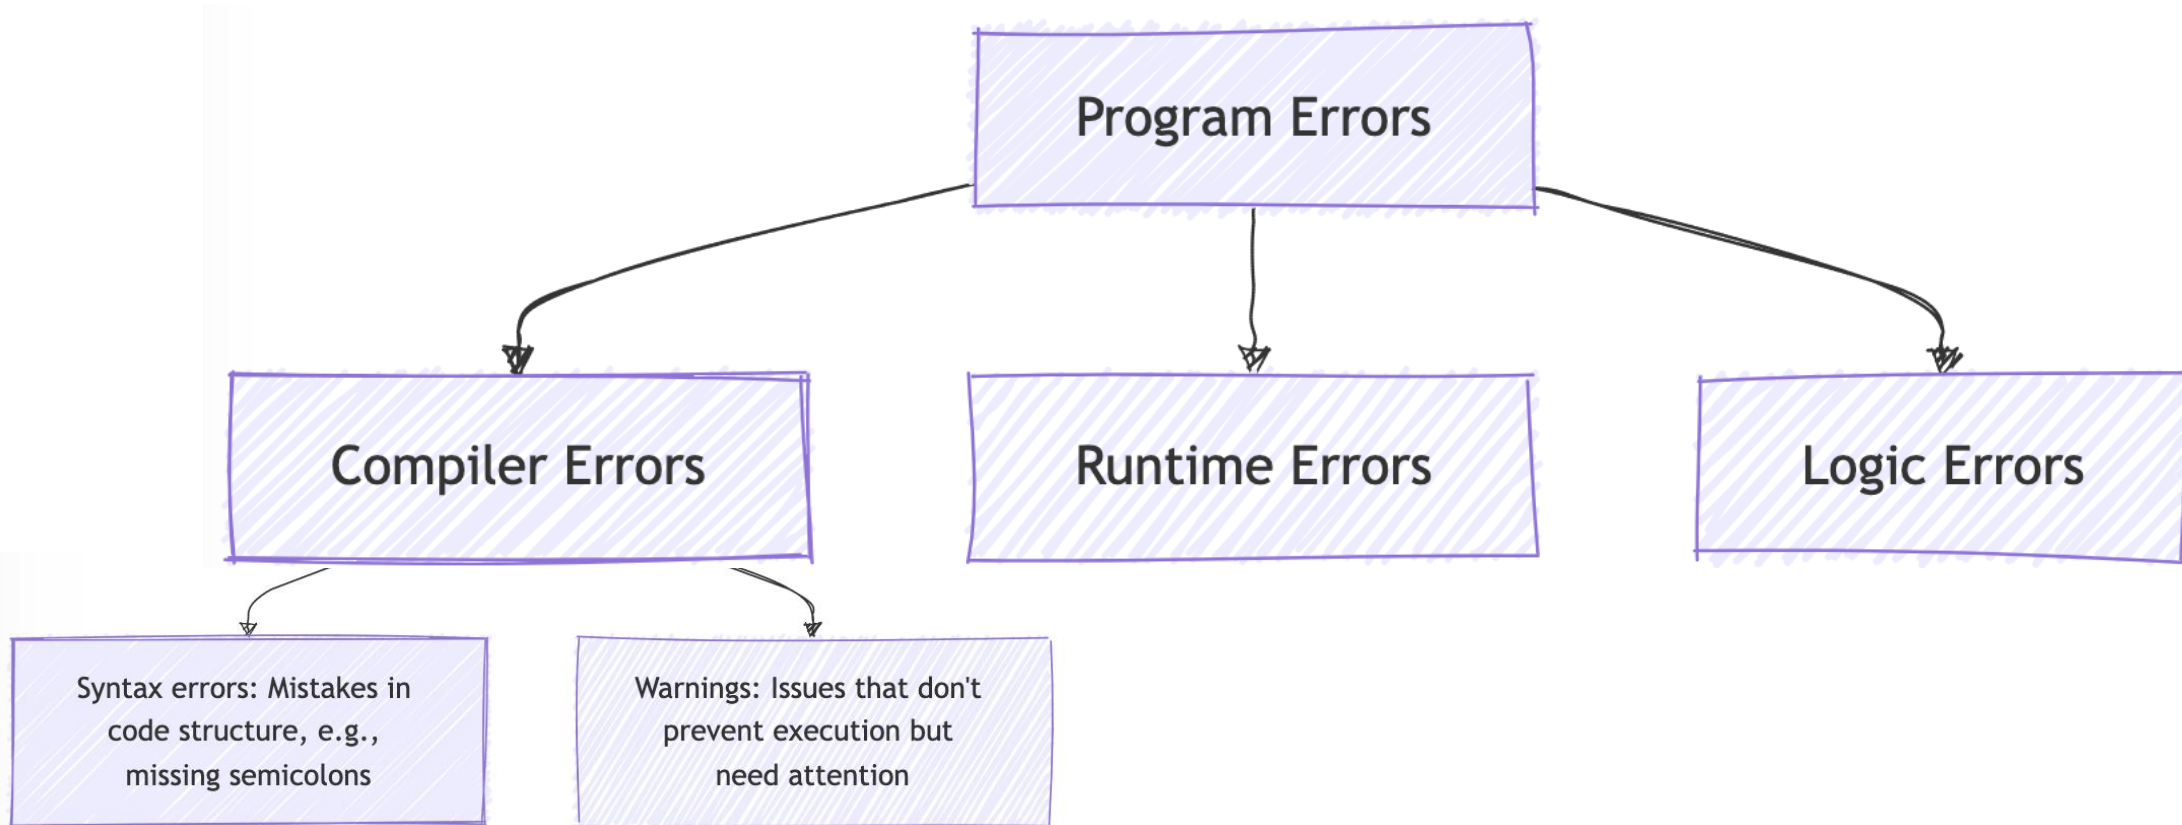 Program Errors
Compiler Errors
Runtime Errors
Logic Errors
Syntax errors: Mistakes in
code structure, e.g.,
missing semicolons
Warnings: Issues that don't
prevent execution but
need attention